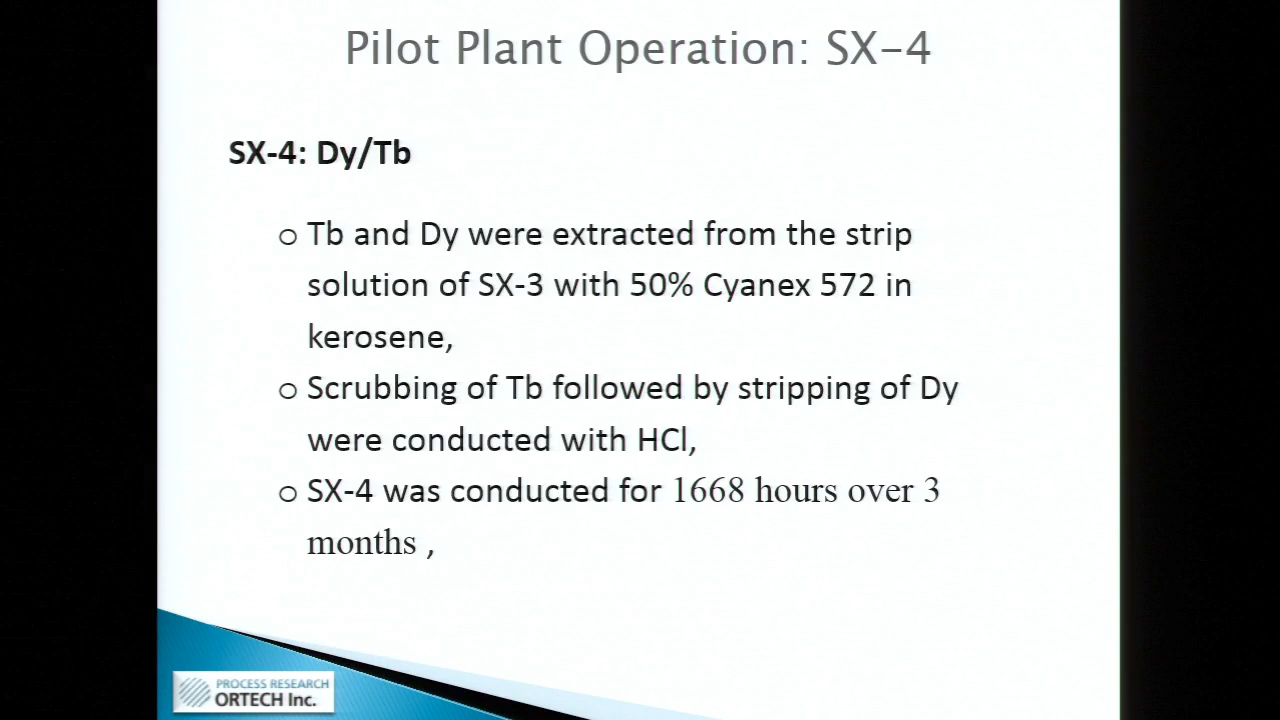 Pilot Plant Operation: SX-4
SX-4: Dy/Tb
o Tb and Dy were extracted from the strip
solution of SX-3 with 50% Cyanex 572 in
kerosene,
o Scrubbing of Tb followed by stripping of Dy
were conducted with HCl,
o SX-4 was conducted for 1668 hours over 3
months ,
PROCESS RESEARCH
ORTECH Inc.